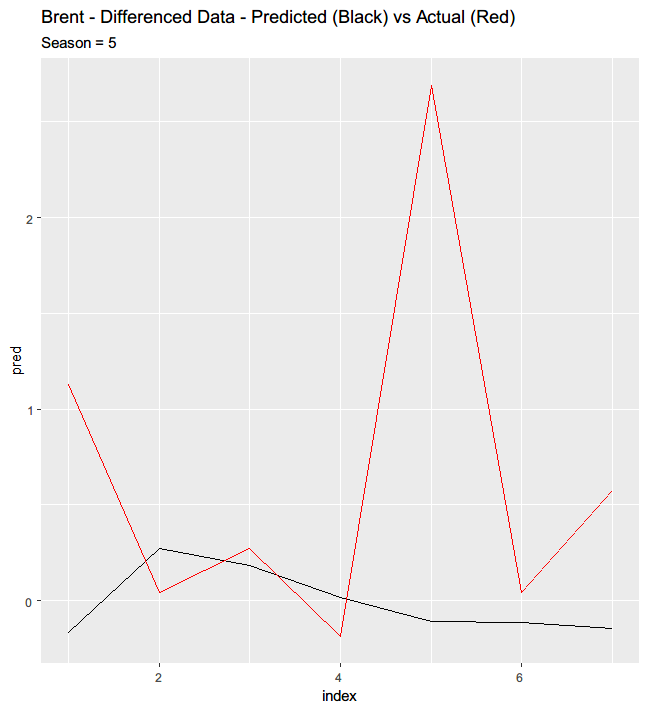 Brent - Differenced Data - Predicted (Black) vs Actual (Red)
Season = 5
2
1
0
pred
2 4 6
index